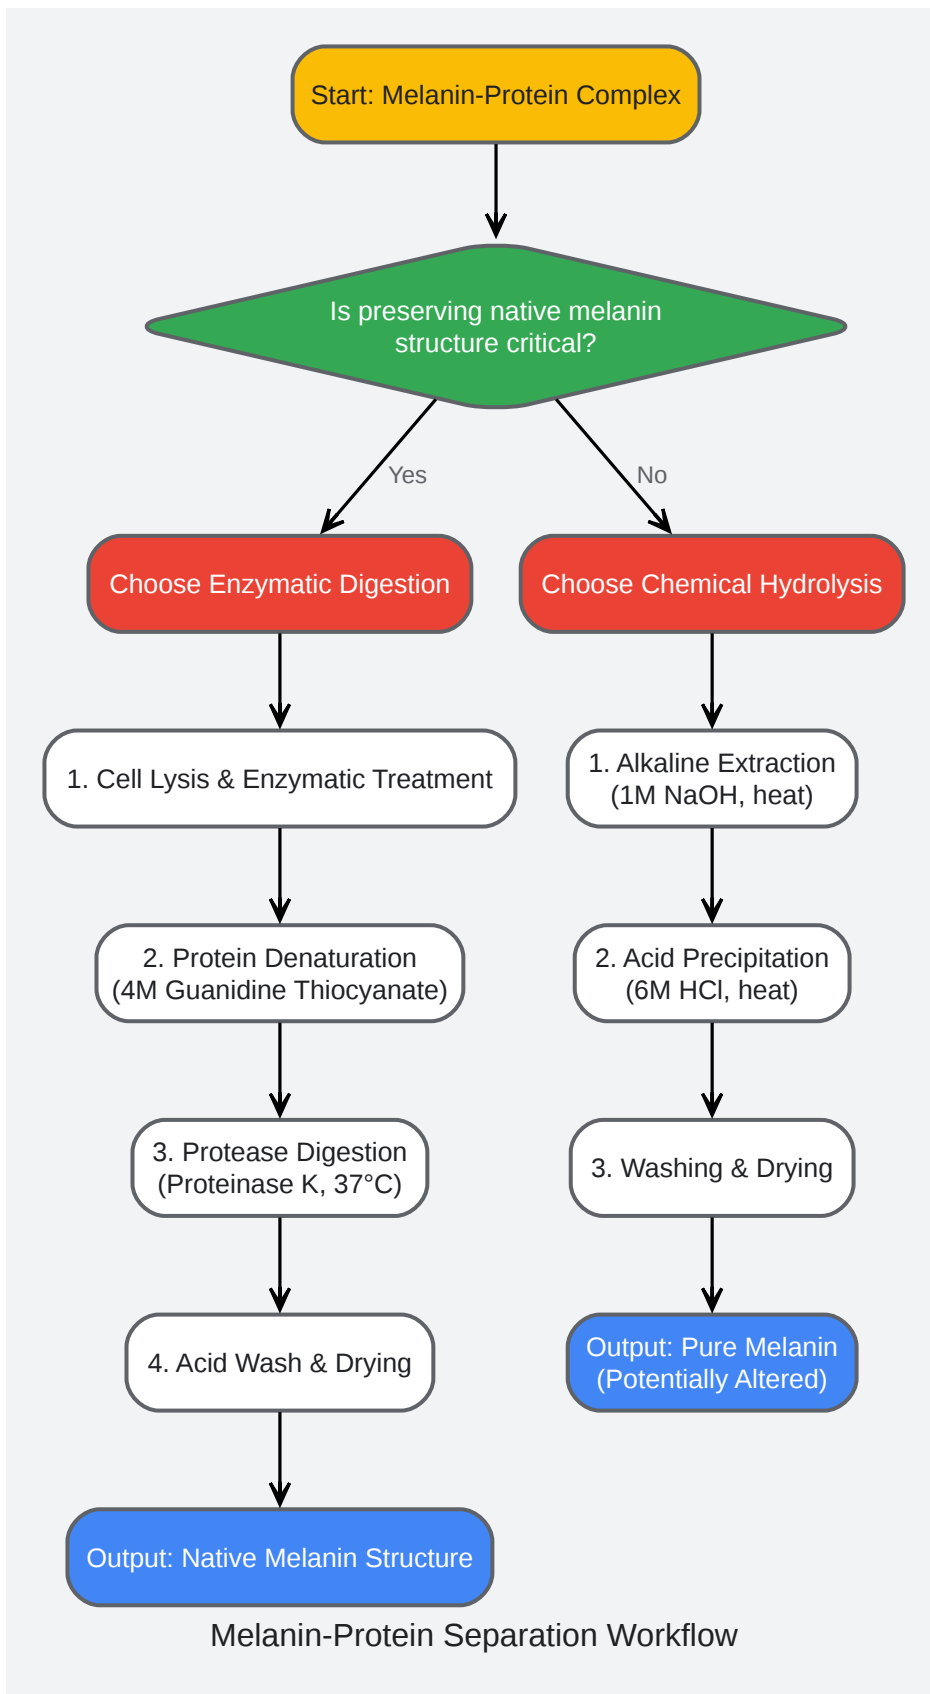 Start: Melanin-Protein Complex
Is preserving native melanin
structure critical?
Yes
No
Choose Enzymatic Digestion
Choose Chemical Hydrolysis
1. Cell Lysis & Enzymatic Treatment
1. Alkaline Extraction
(1M NaOH, heat)
2. Protein Denaturation
(4M Guanidine Thiocyanate)
2. Acid Precipitation
(6M HCl, heat)
3. Protease Digestion
(Proteinase K, 37°C)
3. Washing & Drying
4. Acid Wash & Drying
Output: Pure Melanin
(Potentially Altered)
Output: Native Melanin Structure
Melanin-Protein Separation Workflow